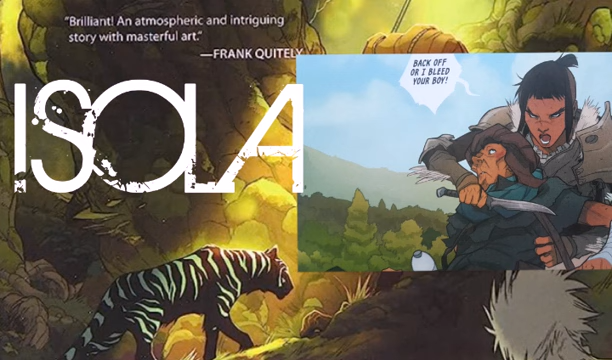 "Brilliant! An atmospheric and intriguing
story with masterful art."
—FRANK QUITELY
ISOLA
BACK OFF
OR I BLEED
YOUR BOY!